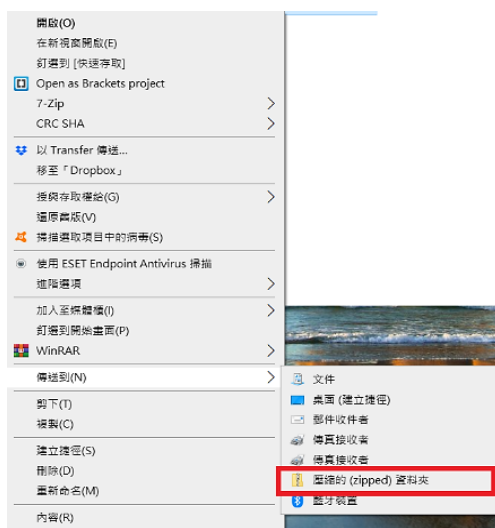 開啟(O)
在新視窗開啟(E)
釘選到 [快速存取]
Open as Brackets project
7-Zip
CRC SHA
以 Transfer 傳送...
移至「Dropbox」
授與存取權給(G)
還原舊版(V)
掃描選取項目中的病毒(S)
使用 ESET Endpoint Antivirus 掃描
進階選項
加入至媒體櫃(I)
釘選到開始畫面(P)
WinRAR
傳送到(N)
文件
桌面 (建立捷徑)
郵件收件者
傳真接收者
傳真接收者
壓縮的 (zipped) 資料夾
藍牙裝置
剪下(T)
複製(C)
建立捷徑(S)
刪除(D)
重新命名(M)
內容(R)